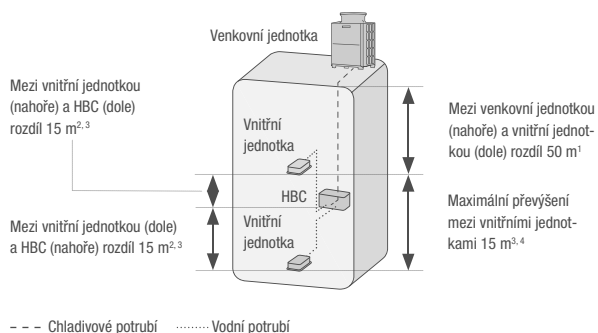 Venkovní jednotka
Mezi vnitřní jednotkou
(nahoře) a HBC (dole)
rozdíl 15 m²,³
Mezi vnitřní jednotkou (dole)
a HBC (nahoře) rozdíl 15 m²,³
Vnitřní
jednotka
HBC
Vnitřní
jednotka
Mezi venkovní jednotkou
(nahoře) a vnitřní jednot-
kou (dole) rozdíl 50 m¹
Maximální převýšení
mezi vnitřními jednot-
kami 15 m³,⁴
– – – Chladivové potrubí ········ Vodní potrubí